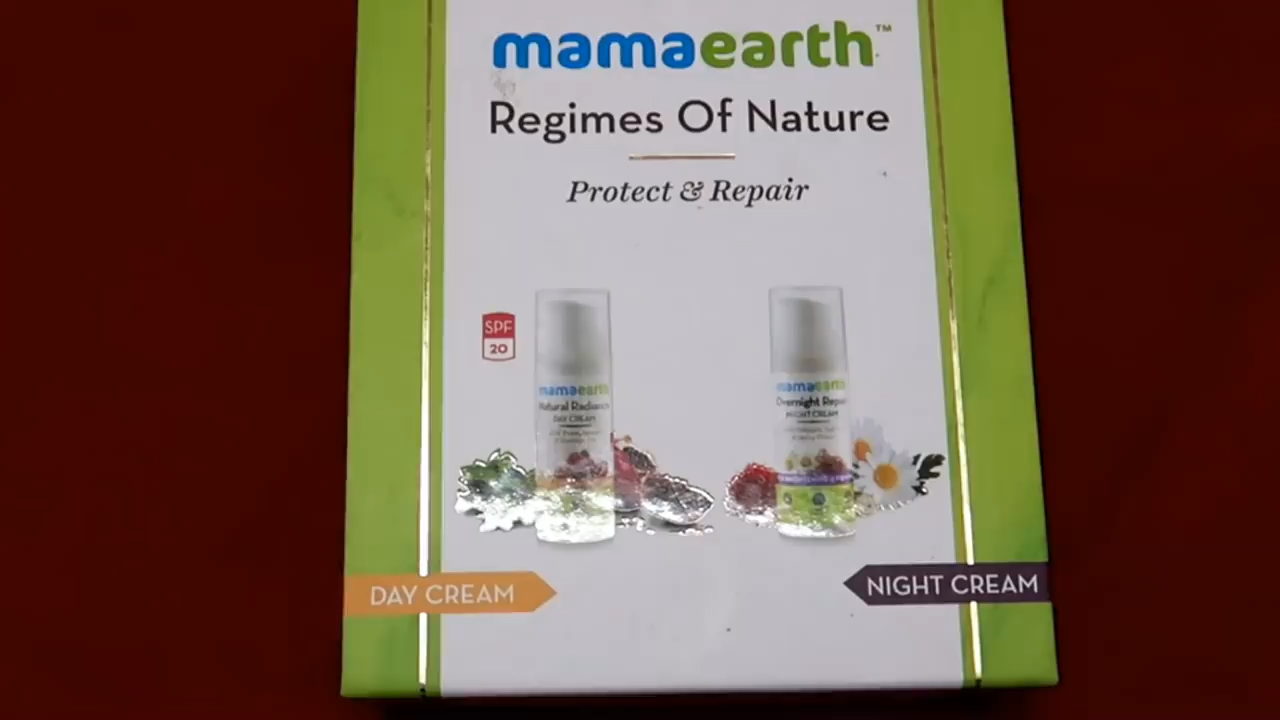 mamaearth™
Regimes Of Nature
Protect & Repair
SPF
20
mamaearth
Natural Radiance
DAY CREAM
mamaearth
Overnight Repair
NIGHT CREAM
DAY CREAM
NIGHT CREAM